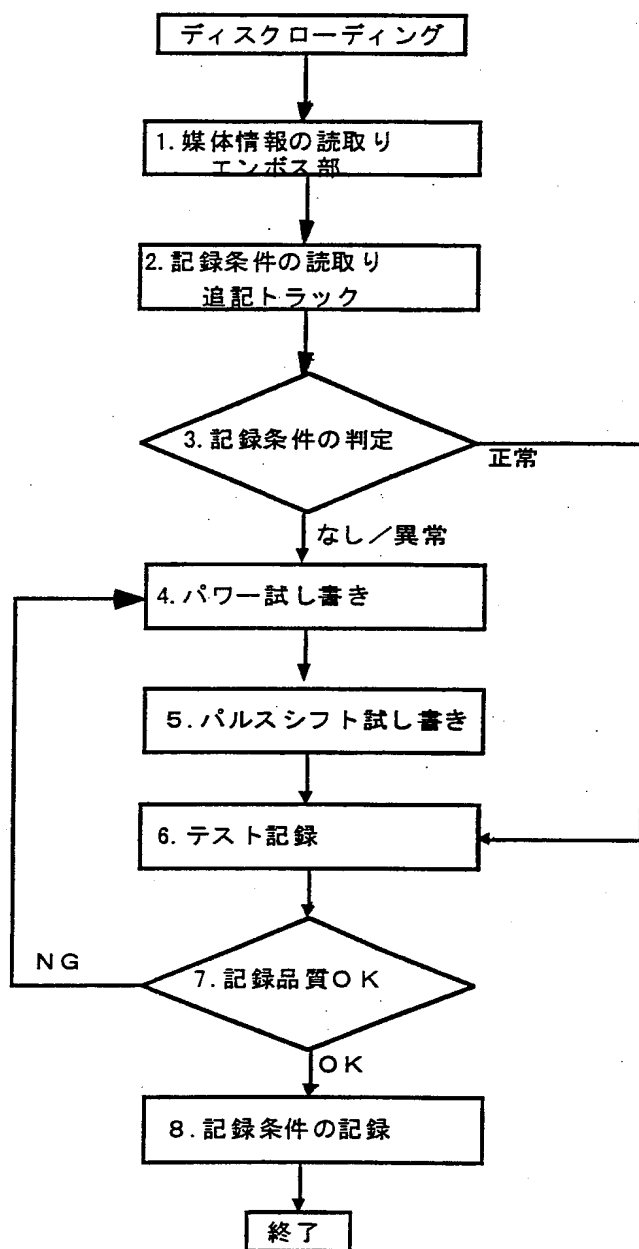 ディスクローディング
1.媒体情報の読取り
エンボス部
2.記録条件の読取り
追記トラック
3.記録条件の判定
正常
なし／異常
4.パワー試し書き
5.パルスシフト試し書き
6.テスト記録
NG
7.記録品質OK
OK
8.記録条件の記録
終了